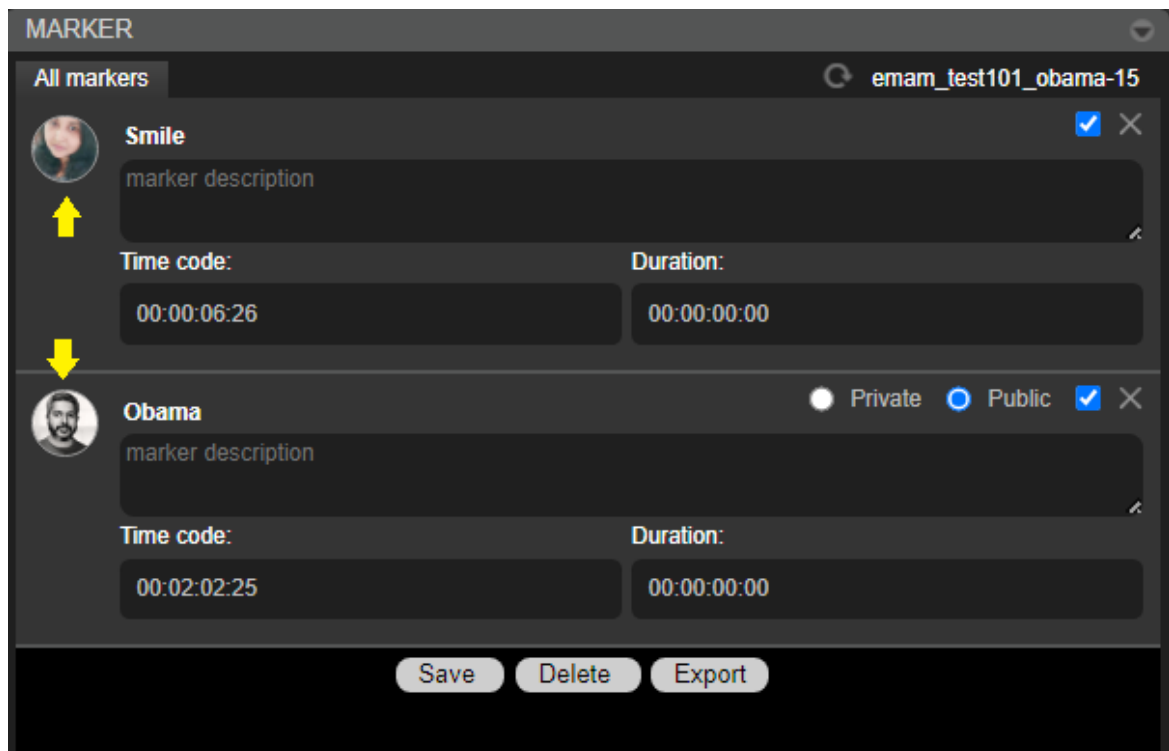 MARKER
All markers emam_test101_obama-15
Smile
marker description
Time code: Duration:
00:00:06:26 00:00:00:00
Obama Private Public
marker description
Time code: Duration:
00:02:02:25 00:00:00:00
Save Delete Export